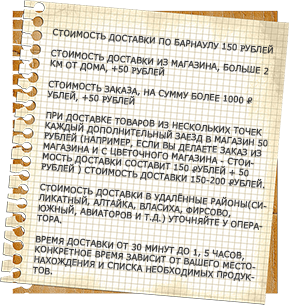 СТОИМОСТЬ ДОСТАВКИ ПО БАРНАУЛУ 150 РУБЛЕЙ
СТОИМОСТЬ ДОСТАВКИ ИЗ МАГАЗИНА, БОЛЬШЕ 2
КМ ОТ ДОМА, +50 РУБЛЕЙ
СТОИМОСТЬ ЗАКАЗА, НА СУММУ БОЛЕЕ 1000 Р
УБЛЕЙ, +50 РУБЛЕЙ
ПРИ ДОСТАВКЕ ТОВАРОВ ИЗ НЕСКОЛЬКИХ ТОЧЕК
КАЖДЫЙ ДОПОЛНИТЕЛЬНЫЙ ЗАЕЗД В МАГАЗИН 50
РУБЛЕЙ (НАПРИМЕР, ЕСЛИ ВЫ ДЕЛАЕТЕ ЗАКАЗ ИЗ
МАГАЗИНА И С ЦВЕТОЧНОГО МАГАЗИНА - СТОИ-
МОСТЬ ДОСТАВКИ СОСТАВИТ 150 РУБЛЕЙ + 50
РУБЛЕЙ ) СТОИМОСТЬ ДОСТАВКИ 150-200 РУБЛЕЙ.
СТОИМОСТЬ ДОСТАВКИ В УДАЛЁННЫЕ РАЙОНЫ(СИ-
ЛИКАТНЫЙ, АЛТАЙКА, ВЛАСИХА, ФИРСОВО,
ЮЖНЫЙ, АВИАТОРОВ И Т.Д.) УТОЧНЯЙТЕ У ОПЕРА-
ТОРА.
ВРЕМЯ ДОСТАВКИ ОТ 30 МИНУТ ДО 1, 5 ЧАСОВ,
КОНКРЕТНОЕ ВРЕМЯ ЗАВИСИТ ОТ ВАШЕГО МЕСТО-
НАХОЖДЕНИЯ И СПИСКА НЕОБХОДИМЫХ ПРОДУК-
ТОВ.